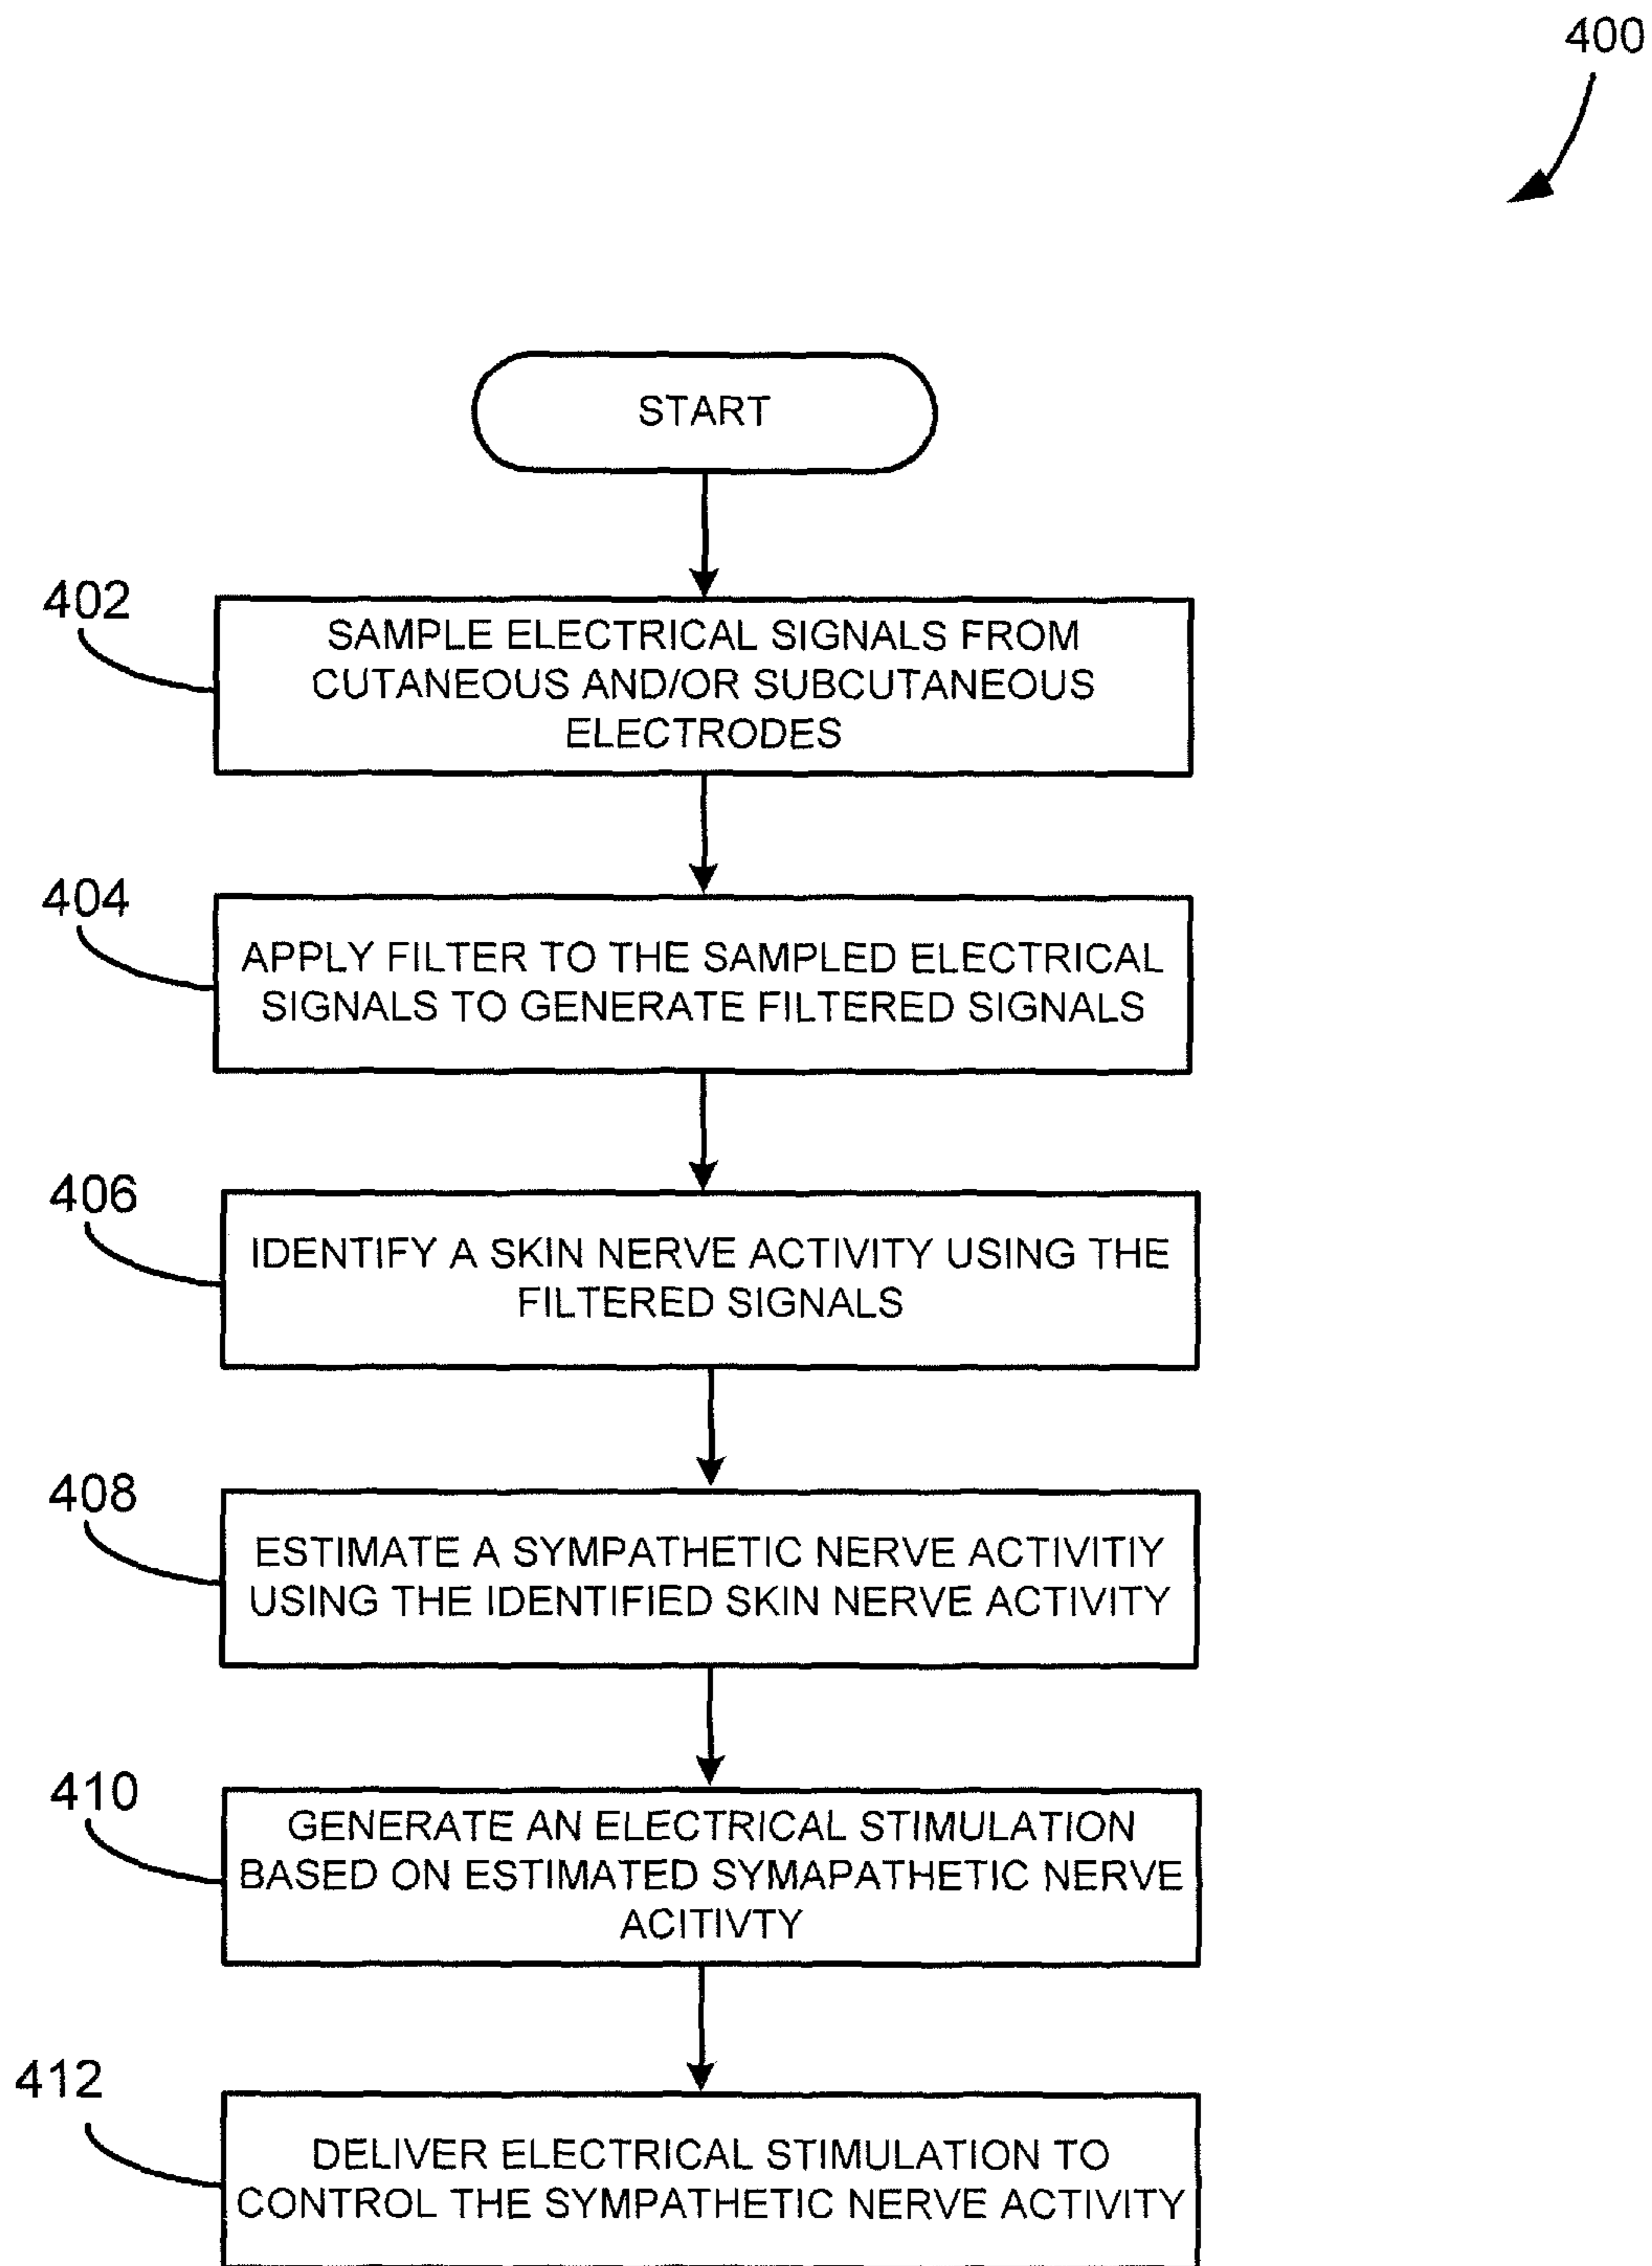 400
START
402
SAMPLE ELECTRICAL SIGNALS FROM
CUTANEOUS AND/OR SUBCUTANEOUS
ELECTRODES
404
APPLY FILTER TO THE SAMPLED ELECTRICAL
SIGNALS TO GENERATE FILTERED SIGNALS
406
IDENTIFY A SKIN NERVE ACTIVITY USING THE
FILTERED SIGNALS
408
ESTIMATE A SYMPATHETIC NERVE ACTIVITIY
USING THE IDENTIFIED SKIN NERVE ACTIVITY
410
GENERATE AN ELECTRICAL STIMULATION
BASED ON ESTIMATED SYMAPATHETIC NERVE
ACITIVTY
412
DELIVER ELECTRICAL STIMULATION TO
CONTROL THE SYMPATHETIC NERVE ACTIVITY